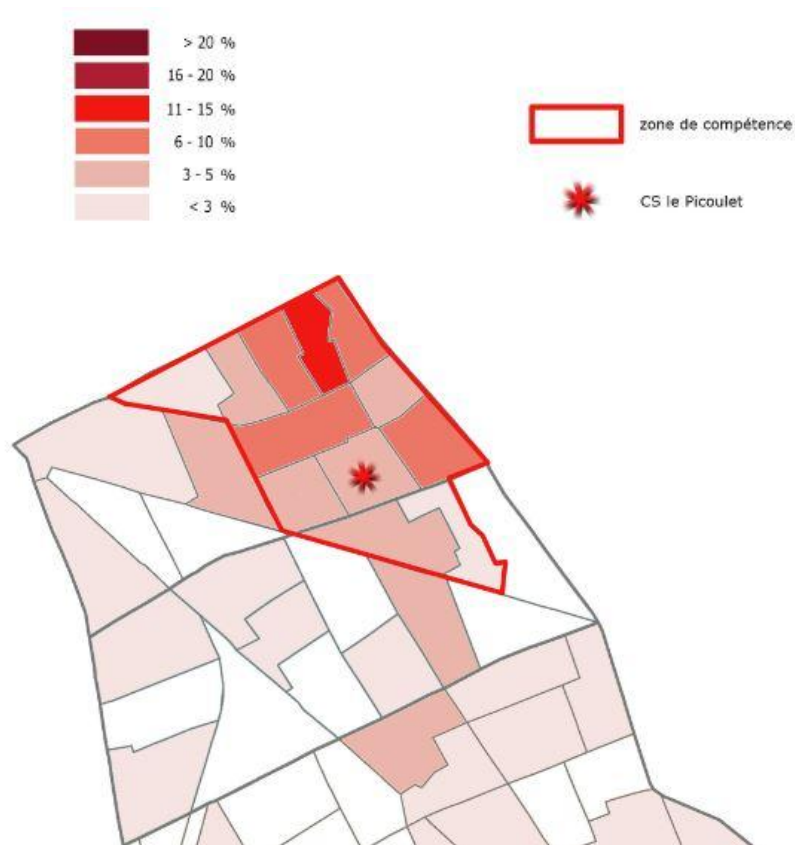 > 20 %
16 - 20 %
11 - 15 %
6 - 10 %
3 - 5 %
< 3 %
zone de compétence
CS le Picoulet